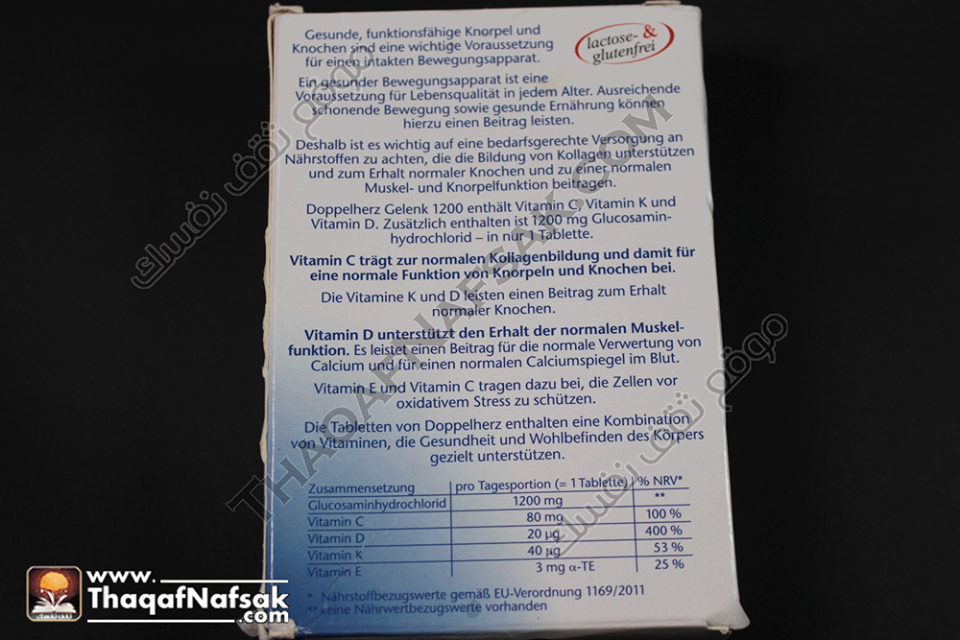 Gesunde, funktionsfähige Knorpel und
Knochen sind eine wichtige Voraussetzung
für einen intakten Bewegungsapparat.
lactose- &
glutenfrei
Ein gesunder Bewegungsapparat ist eine
Voraussetzung für Lebensqualität in jedem Alter. Ausreichende
schonende Bewegung sowie gesunde Ernährung können
hierzu einen Beitrag leisten.
Deshalb ist es wichtig auf eine bedarfsgerechte Versorgung an
Nährstoffen zu achten, die die Bildung von Kollagen unterstützen
und zum Erhalt normaler Knochen und zu einer normalen
Muskel- und Knorpelfunktion beitragen.
Doppelherz Gelenk 1200 enthält Vitamin C, Vitamin K und
Vitamin D. Zusätzlich enthalten ist 1200 mg Glucosamin-
hydrochlorid – in nur 1 Tablette.
Vitamin C trägt zur normalen Kollagenbildung und damit für
eine normale Funktion von Knorpeln und Knochen bei.
Die Vitamine K und D leisten einen Beitrag zum Erhalt
normaler Knochen.
Vitamin D unterstützt den Erhalt der normalen Muskel-
funktion. Es leistet einen Beitrag für die normale Verwertung von
Calcium und für einen normalen Calciumspiegel im Blut.
Vitamin E und Vitamin C tragen dazu bei, die Zellen vor
oxidativem Stress zu schützen.
Die Tabletten von Doppelherz enthalten eine Kombination
von Vitaminen, die Gesundheit und Wohlbefinden des Körpers
gezielt unterstützen.
Zusammensetzung pro Tagesportion (= 1 Tablette) % NRV*
Glucosaminhydrochlorid 1200 mg **
Vitamin C 80 mg 100 %
Vitamin D 20 µg 400 %
Vitamin K 40 µg 53 %
Vitamin E 3 mg α-TE 25 %
* Nährstoffbezugswerte gemäß EU-Verordnung 1169/2011
** keine Nährwertbezugswerte vorhanden
THAQAFNAFSAK.COM
موقع ثقف نفسك
موقع ثقف نفسك
ثقف نفسك
www.
ThaqafNafsak
.com